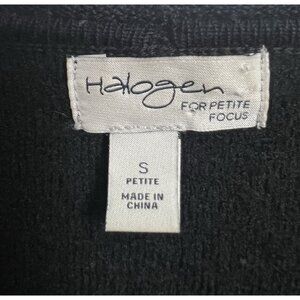 Halogen
FOR PETITE
FOCUS
S
PETITE
MADE IN
CHINA